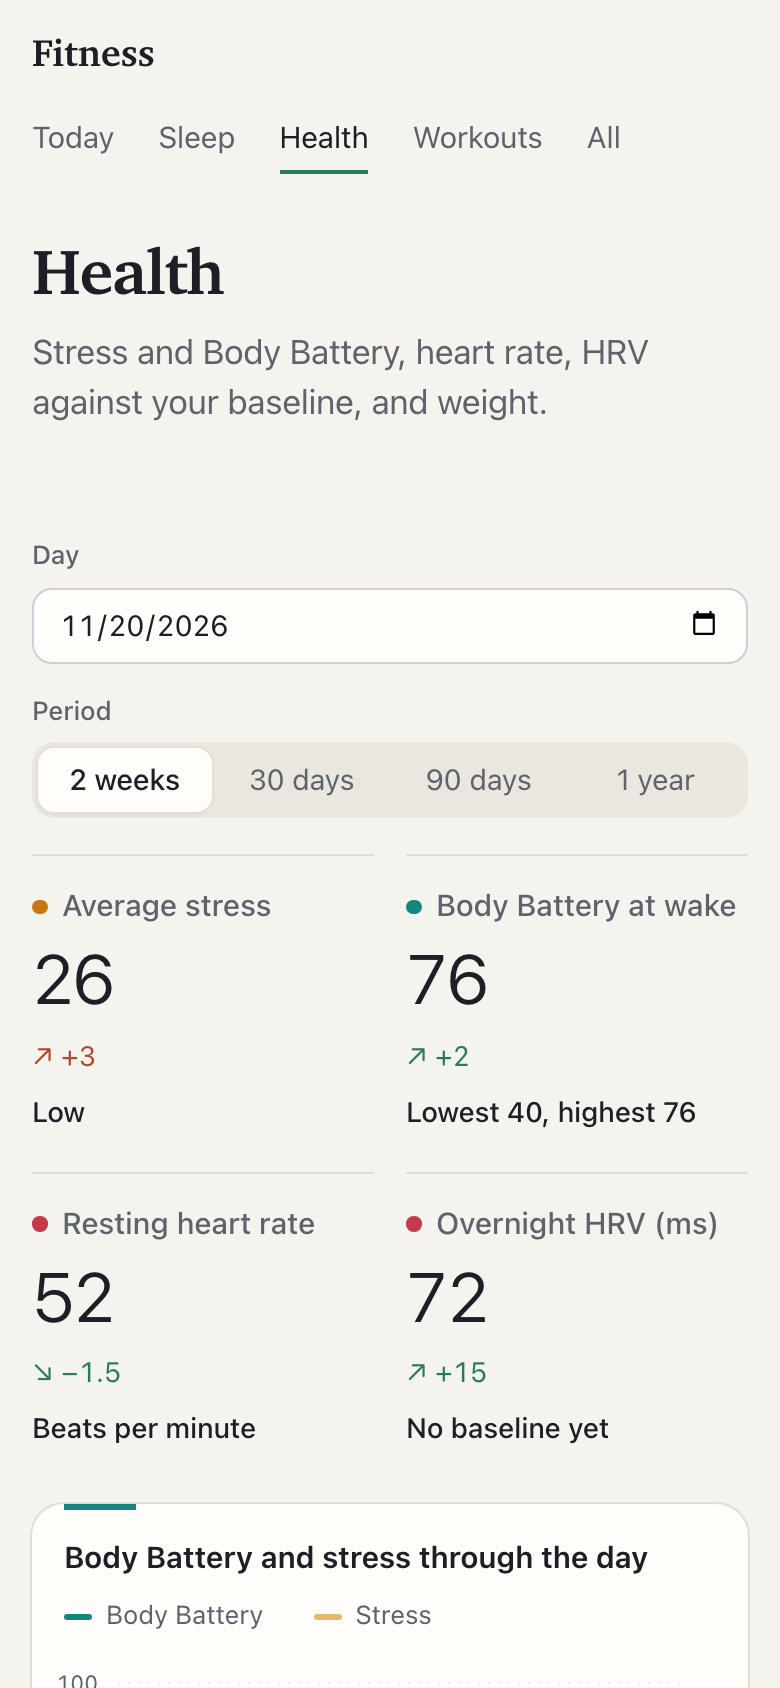 Fitness
Today Sleep Health Workouts All
Health
Stress and Body Battery, heart rate, HRV
against your baseline, and weight.
Day
11/20/2026
Period
2 weeks 30 days 90 days 1 year
Average stress
26
↗ +3
Low
Body Battery at wake
76
↗ +2
Lowest 40, highest 76
Resting heart rate
52
↘ −1.5
Beats per minute
Overnight HRV (ms)
72
↗ +15
No baseline yet
Body Battery and stress through the day
Body Battery Stress
100